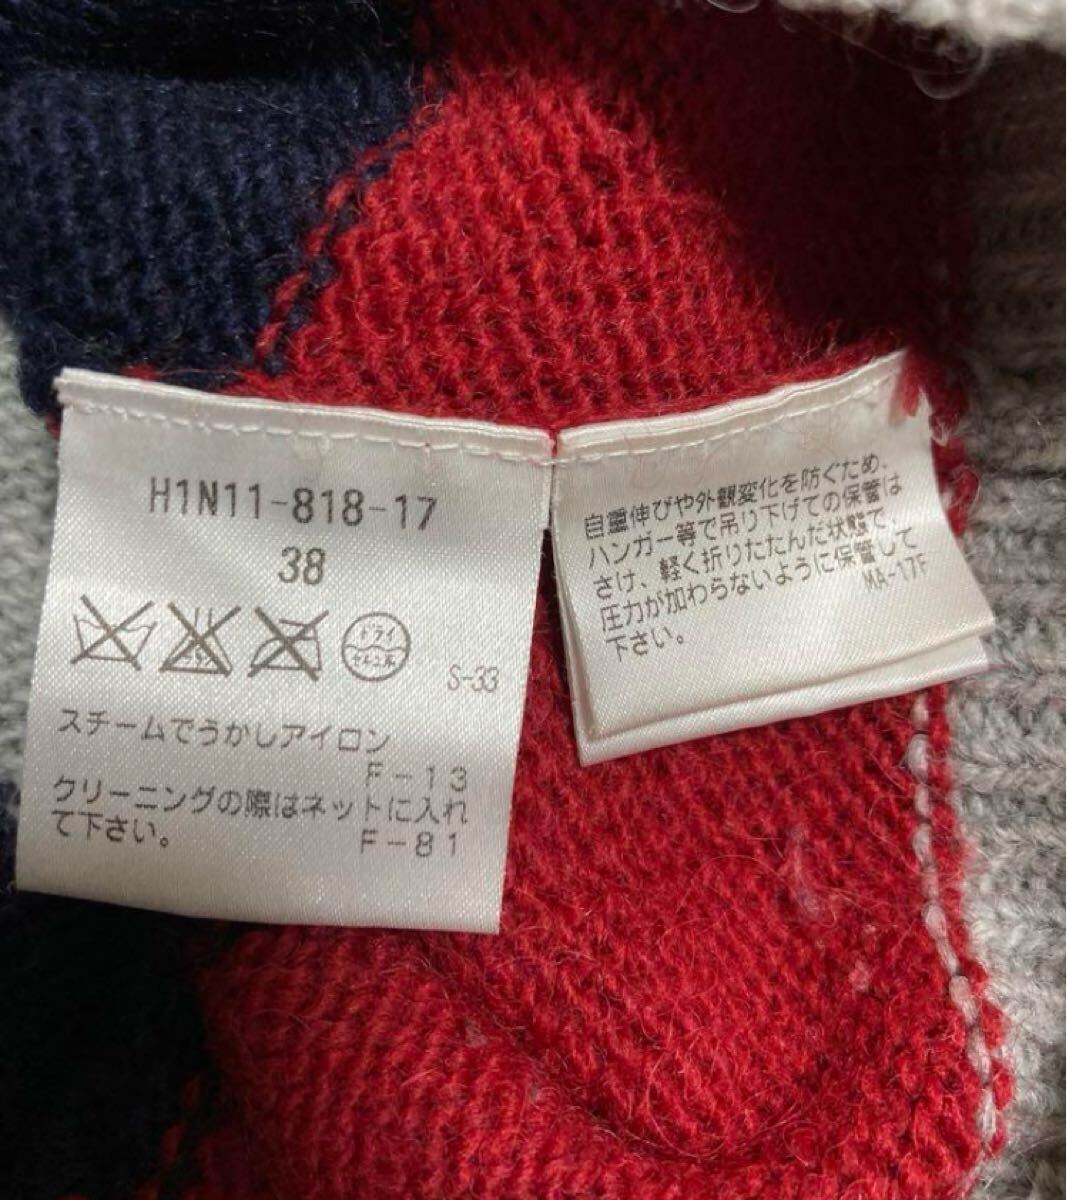 H1N11-818-17
38
ドライ
セキユ系
S-33
スチームでうかしアイロン
F-13
クリーニングの際はネットに入れ
て下さい。
F-81
自重伸びや外観変化を防ぐため、
ハンガー等で吊り下げての保管は
さけ、軽く折りたたんだ状態で、
圧力が加わらないように保管して
下さい。
MA-17F